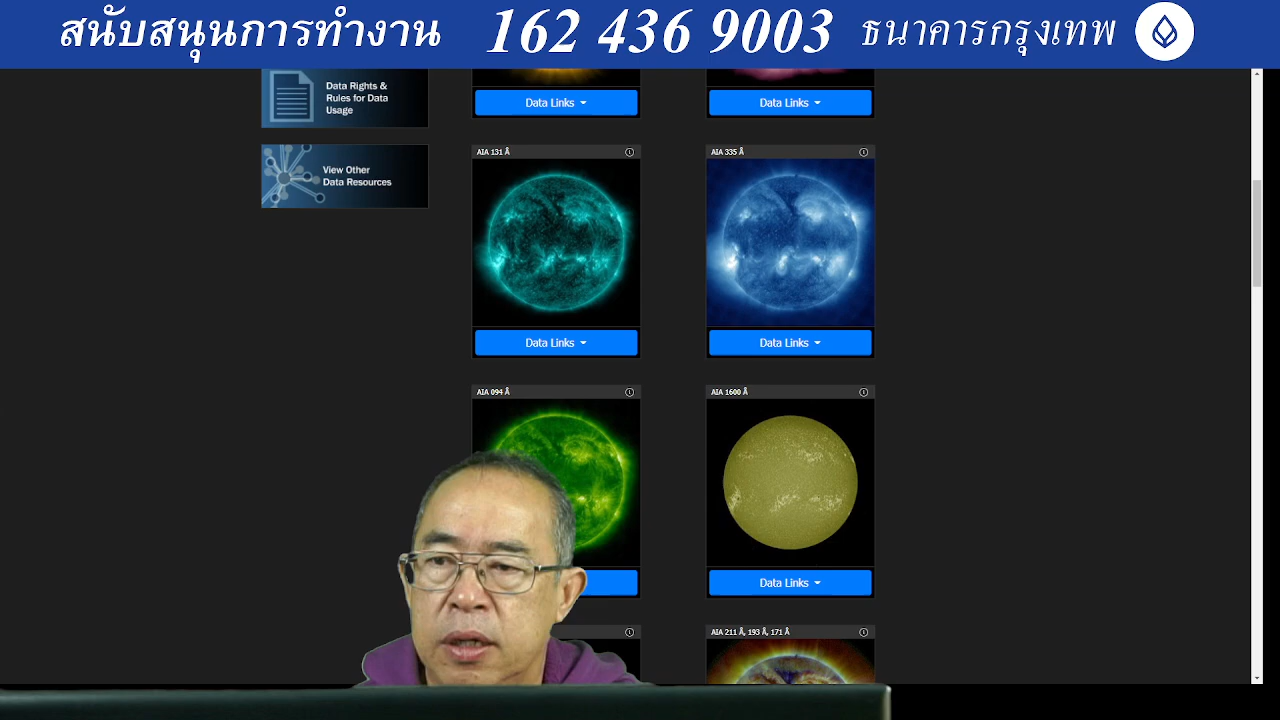 สนับสนุนการทำงาน 162 436 9003 ธนาคารกรุงเทพ
Data Rights &
Rules for Data
Usage
Data Links
Data Links
View Other
Data Resources
AIA 131 Å
AIA 335 Å
Data Links
Data Links
AIA 094 Å
AIA 1600 Å
Data Links
AIA 211 Å, 193 Å, 171 Å